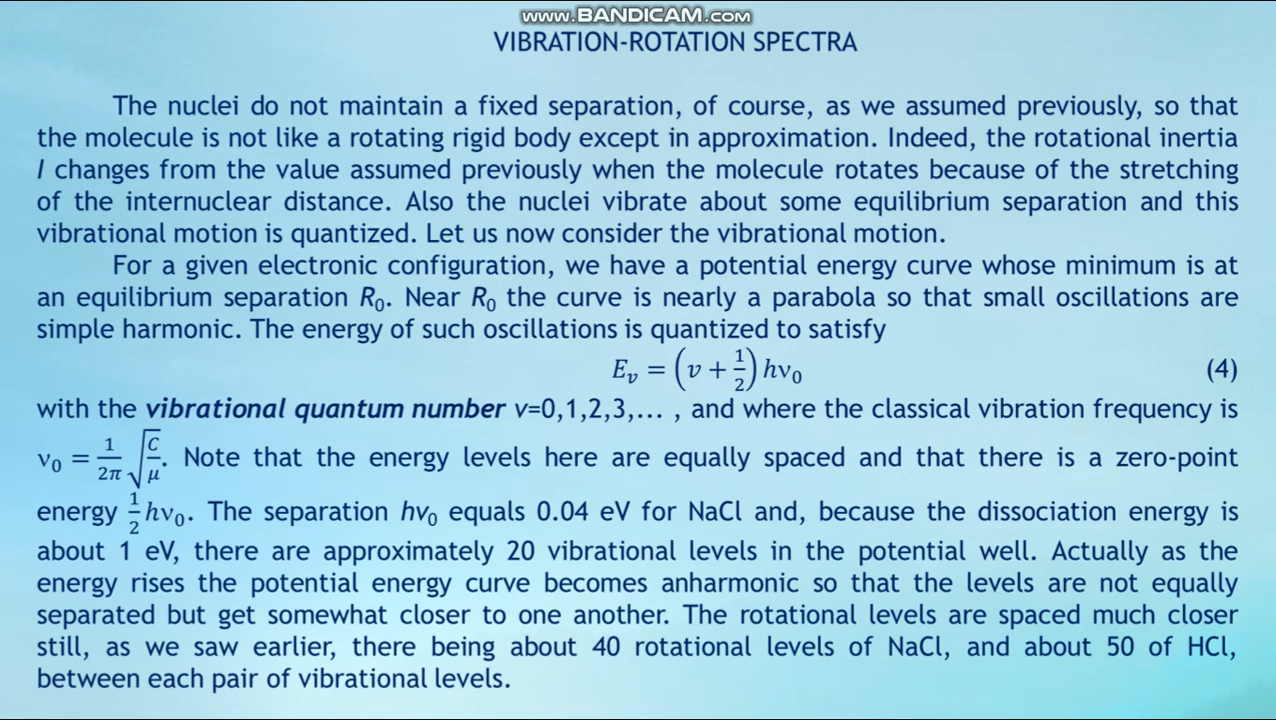 www.BANDICAM.com
VIBRATION-ROTATION SPECTRA
The nuclei do not maintain a fixed separation, of course, as we assumed previously, so that
the molecule is not like a rotating rigid body except in approximation. Indeed, the rotational inertia
I changes from the value assumed previously when the molecule rotates because of the stretching
of the internuclear distance. Also the nuclei vibrate about some equilibrium separation and this
vibrational motion is quantized. Let us now consider the vibrational motion.
For a given electronic configuration, we have a potential energy curve whose minimum is at
an equilibrium separation R₀. Near R₀ the curve is nearly a parabola so that small oscillations are
simple harmonic. The energy of such oscillations is quantized to satisfy
Eᵥ = (v + 1/2) hν₀ (4)
with the vibrational quantum number v=0,1,2,3,... , and where the classical vibration frequency is
ν₀ = 1/2π √(C/μ). Note that the energy levels here are equally spaced and that there is a zero-point
energy 1/2 hν₀. The separation hv₀ equals 0.04 eV for NaCl and, because the dissociation energy is
about 1 eV, there are approximately 20 vibrational levels in the potential well. Actually as the
energy rises the potential energy curve becomes anharmonic so that the levels are not equally
separated but get somewhat closer to one another. The rotational levels are spaced much closer
still, as we saw earlier, there being about 40 rotational levels of NaCl, and about 50 of HCl,
between each pair of vibrational levels.